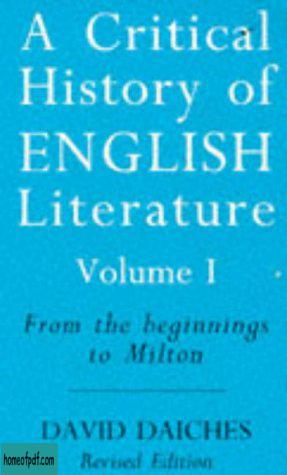 A Critical
History of
ENGLISH
Literature
Volume I
From the beginnings
to Milton
DAVID DAICHES
Revised Edition
homeofpdf.com